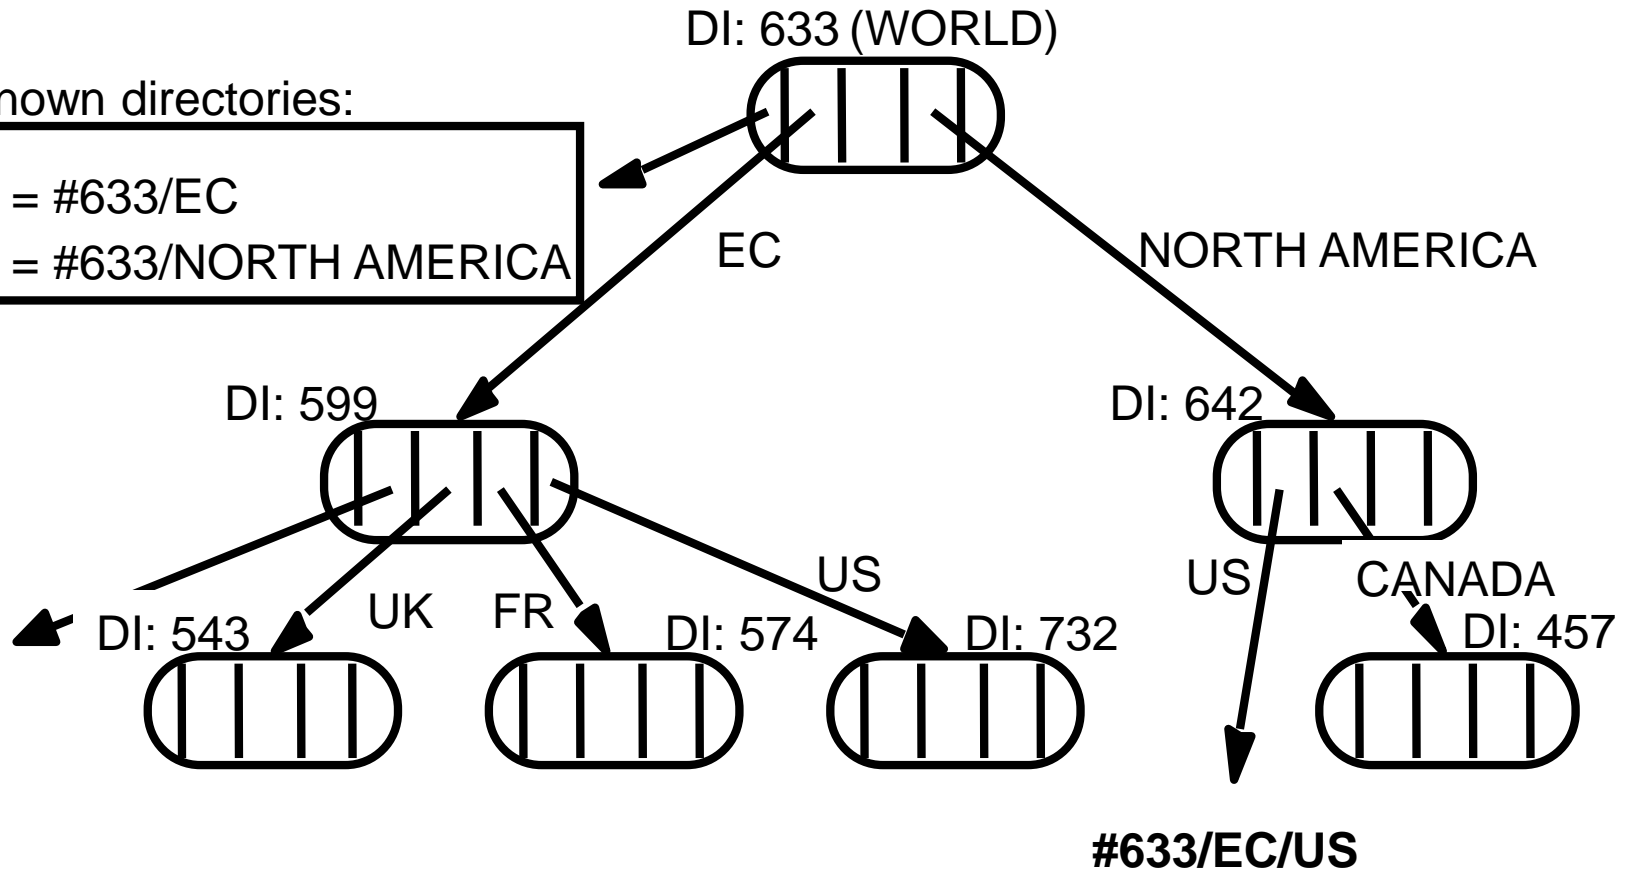 DI: 633 (WORLD)
directories:
= #633/EC
= #633/NORTH AMERICA
EC
NORTH AMERICA
DI: 599
DI: 642
US
US
CANADA
UK
FR
DI: 543
DI: 574
DI: 732
DI: 457
#633/EC/US